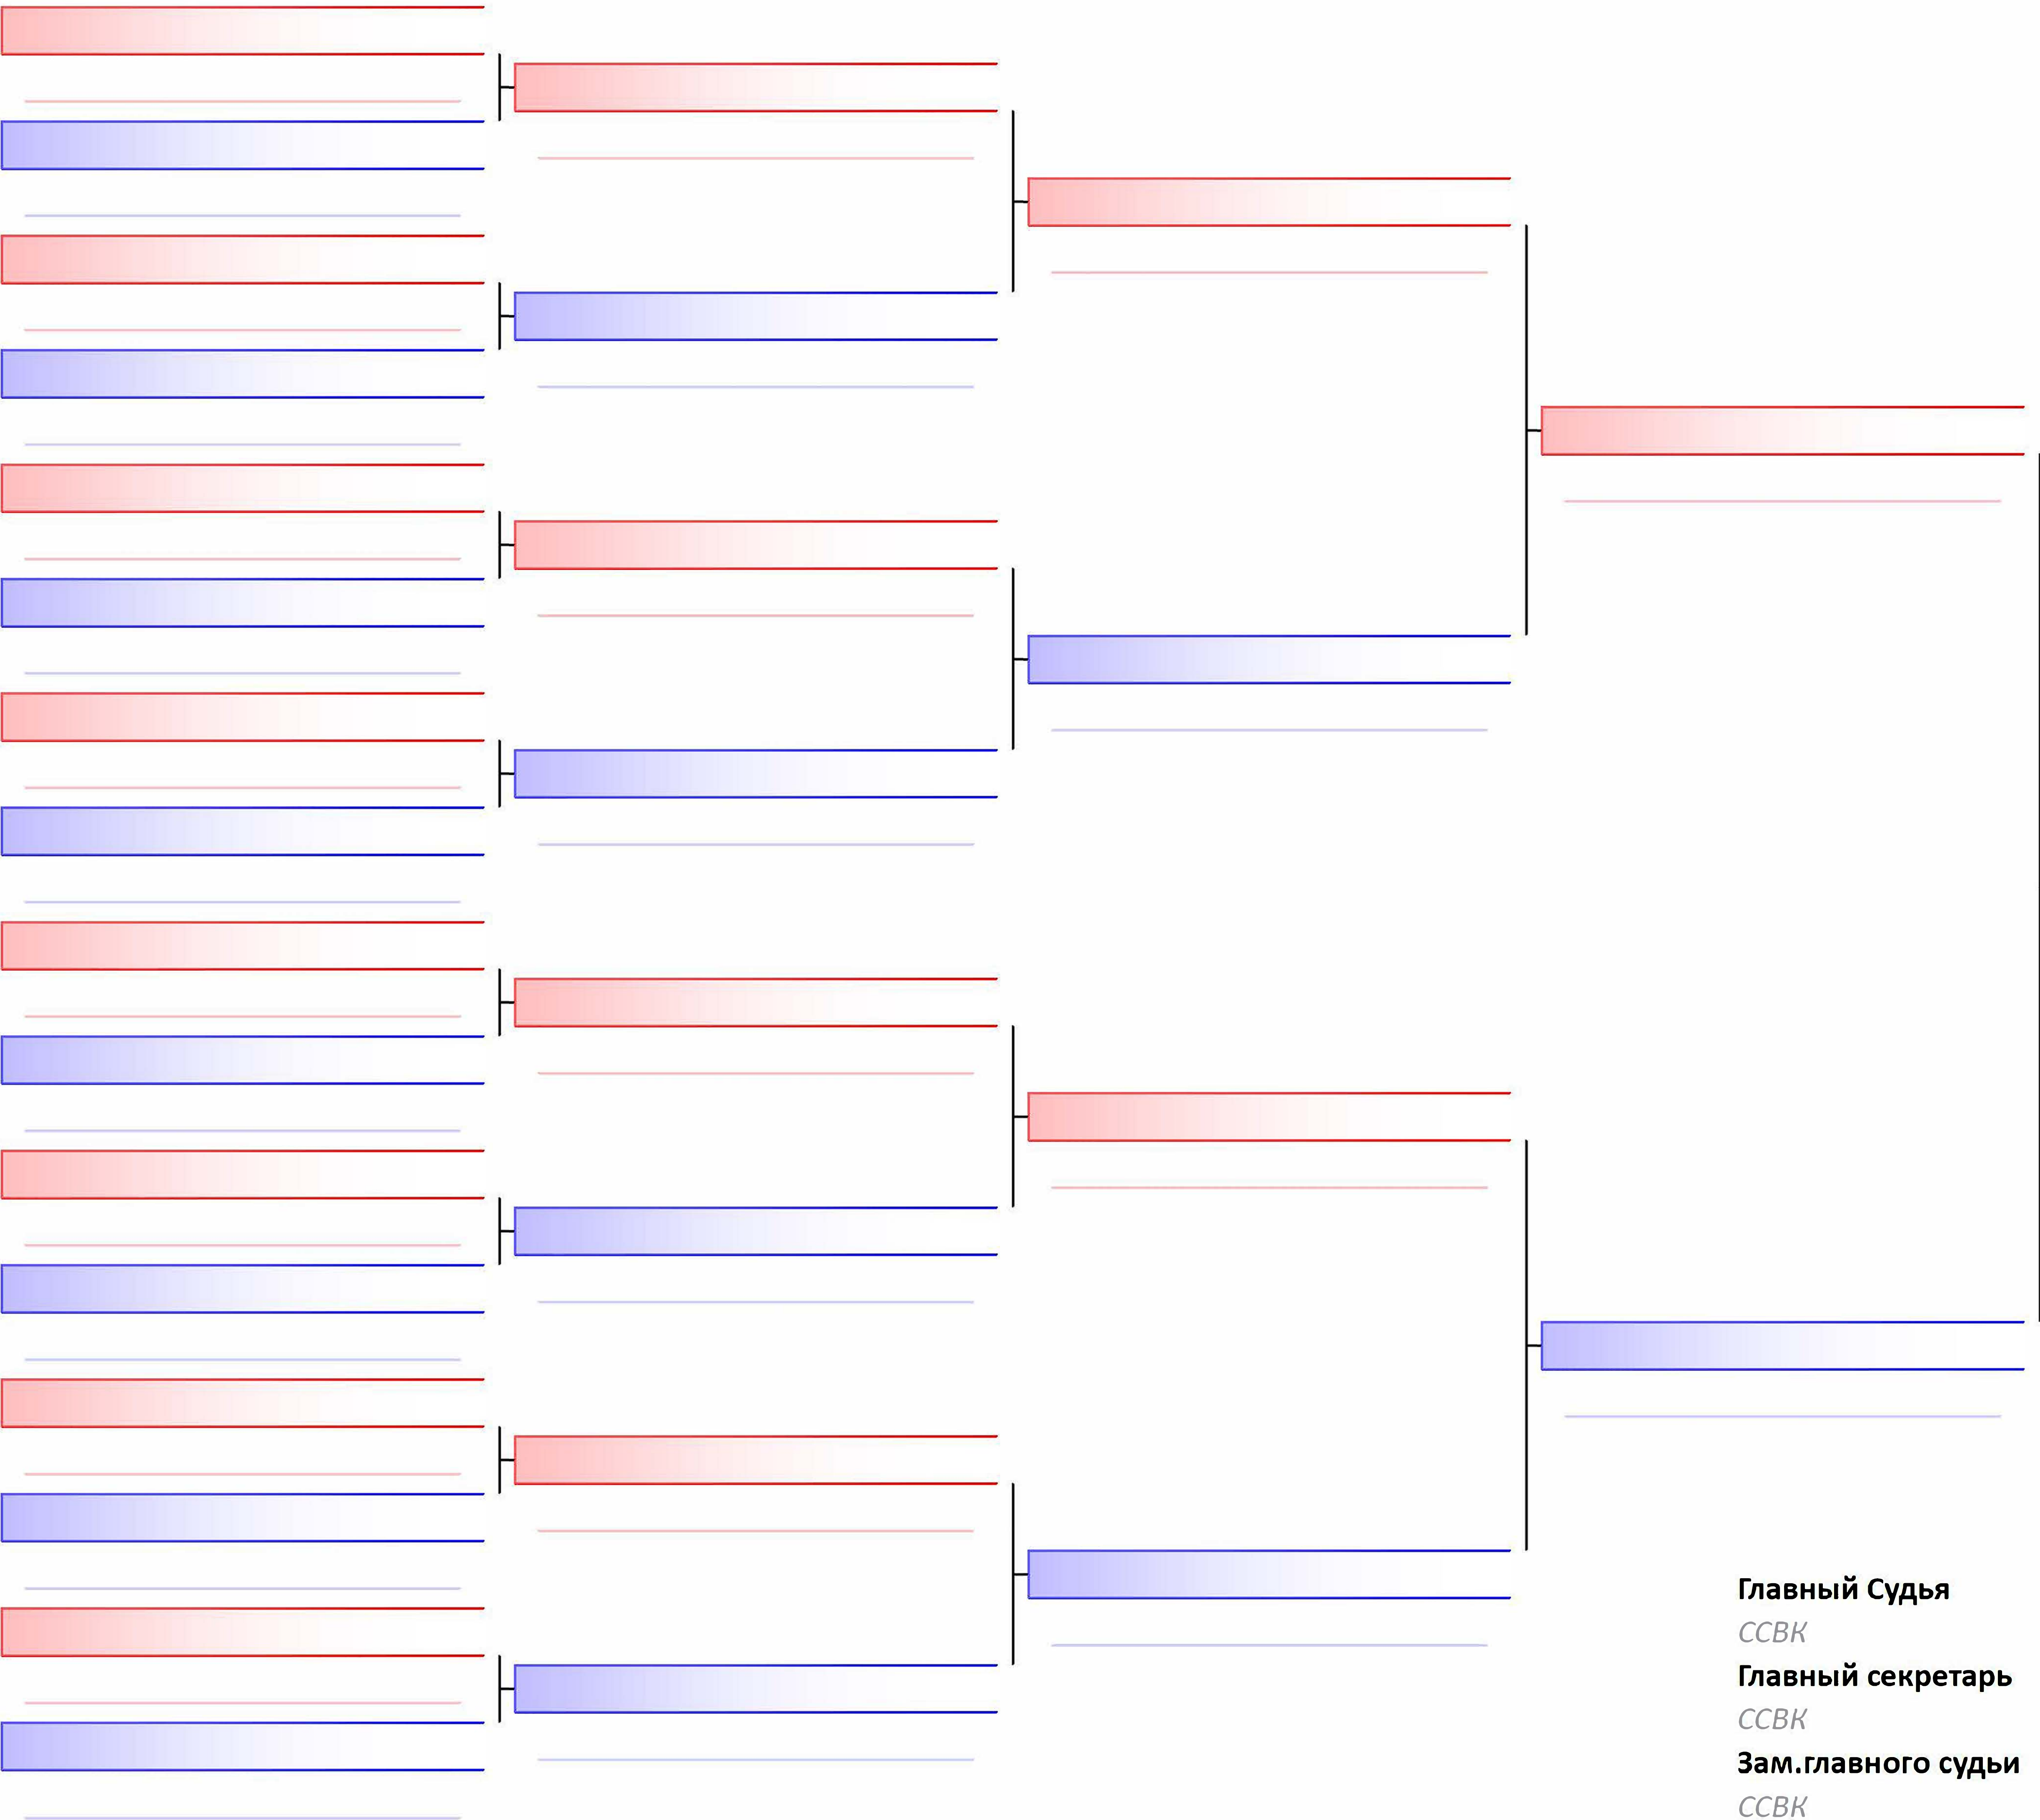 Главный Судья
ССВК
Главный секретарь
ССВК
Зам.главного судьи
ССВК